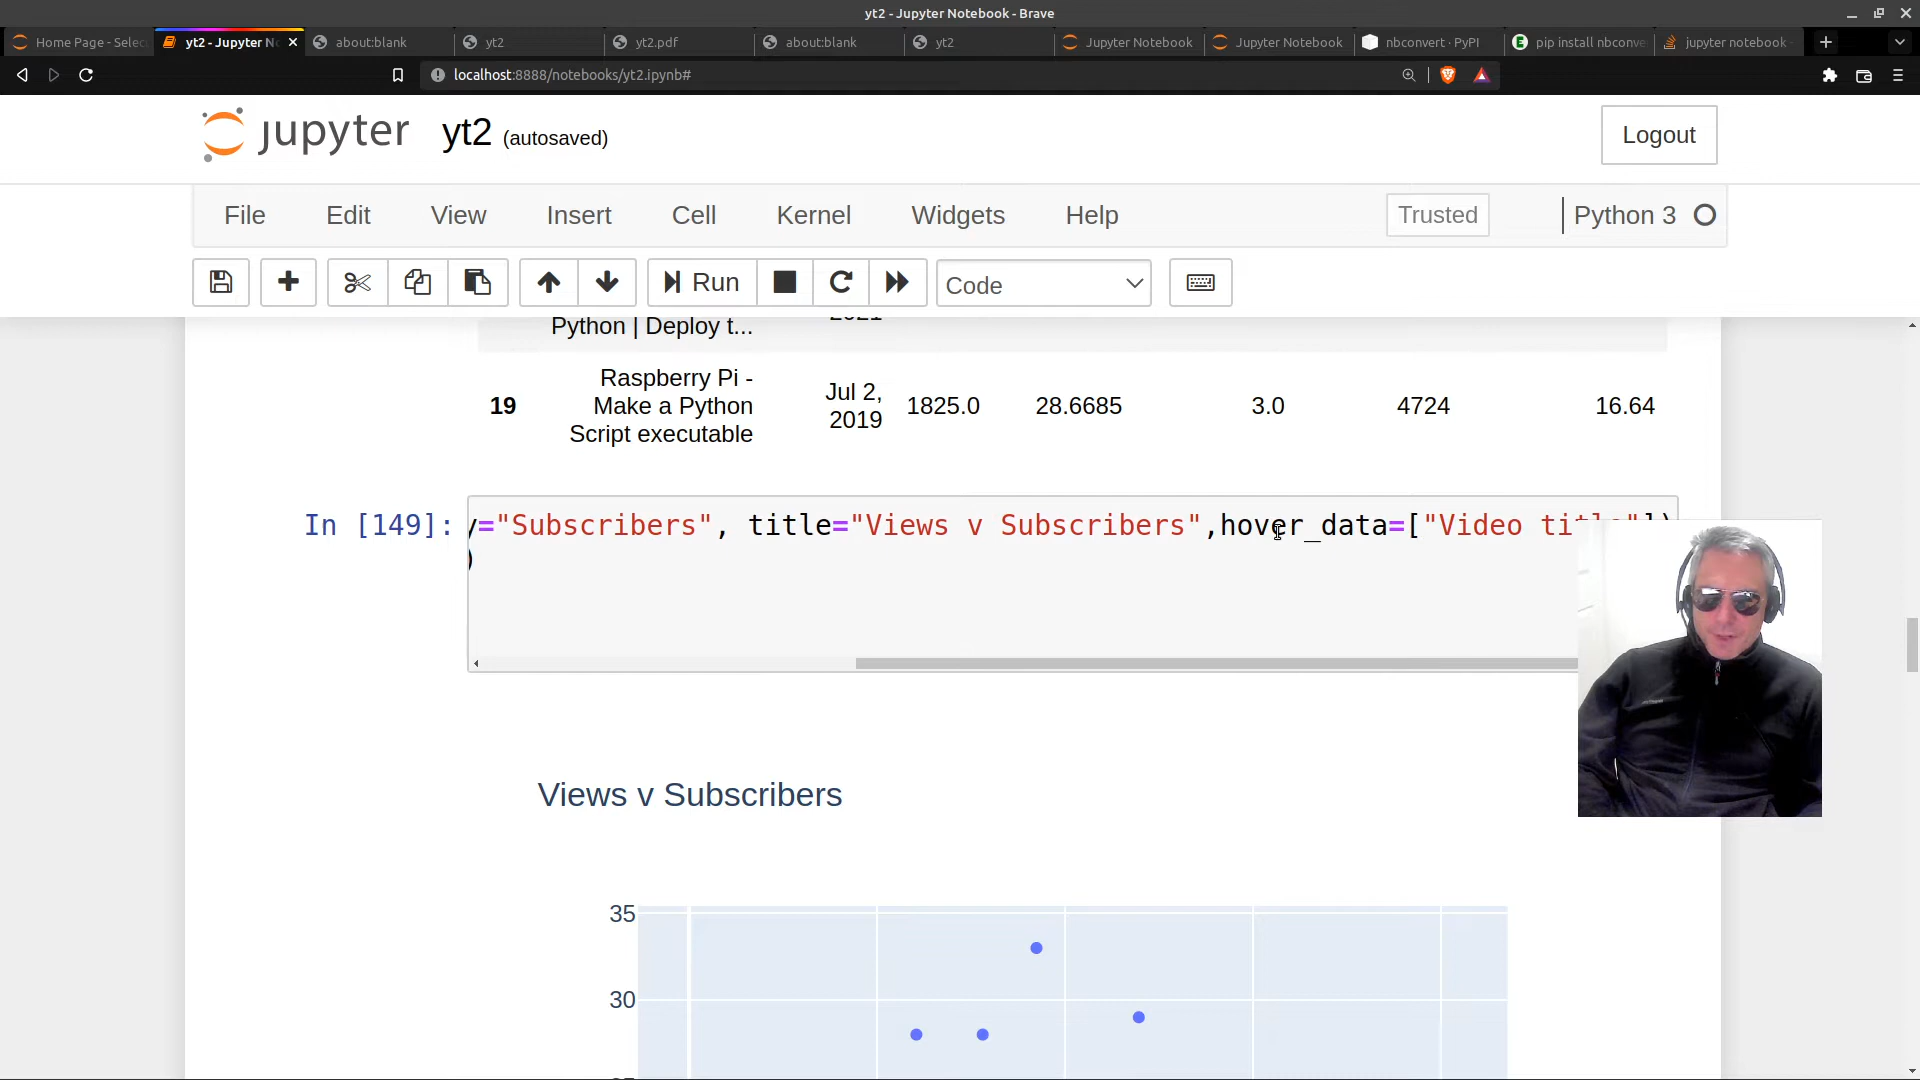 yt2 - Jupyter Notebook - Brave
Home Page - Selec
yt2 - Jupyter N
about:blank
yt2
yt2.pdf
about:blank
yt2
Jupyter Notebook
Jupyter Notebook
nbconvert · PyPI
pip install nbconve
jupyter notebook
localhost:8888/notebooks/yt2.ipynb#
jupyter yt2 (autosaved)
Logout
File Edit View Insert Cell Kernel Widgets Help
Trusted
Python 3
Run
Code
Python | Deploy t...
2021
19 Raspberry Pi - Make a Python Script executable Jul 2, 2019 1825.0 28.6685 3.0 4724 16.64
In [149]: y="Subscribers", title="Views v Subscribers",hover_data=["Video title"])
)
Views v Subscribers
35
30